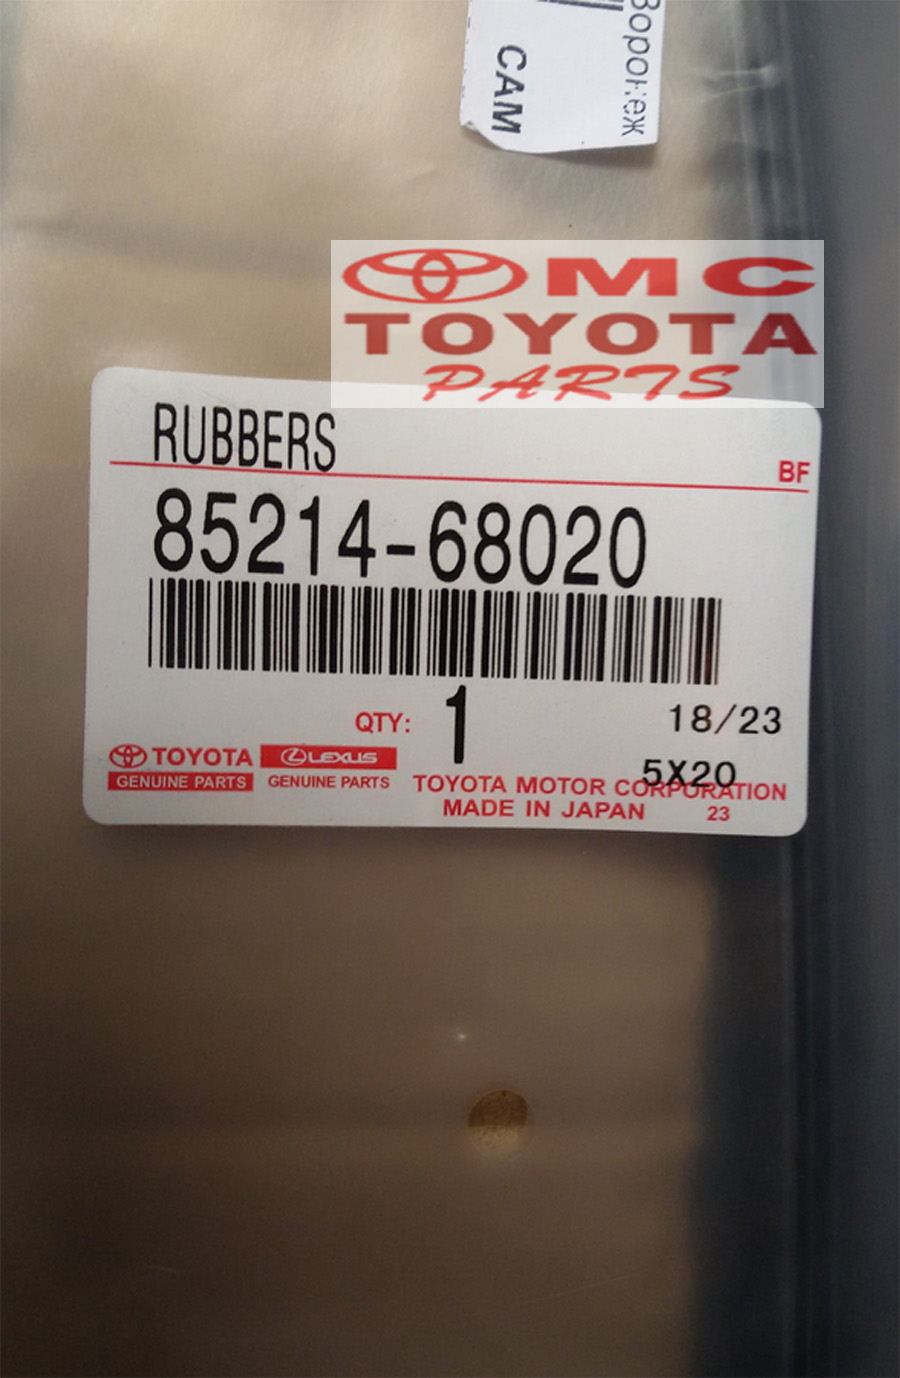 Воронеж
САМ
MC
TOYOTA
PARTS
RUBBERS
BF
85214-68020
QTY: 1
18/23
5X20
TOYOTA
GENUINE PARTS
LEXUS
GENUINE PARTS
TOYOTA MOTOR CORPORATION
MADE IN JAPAN
23